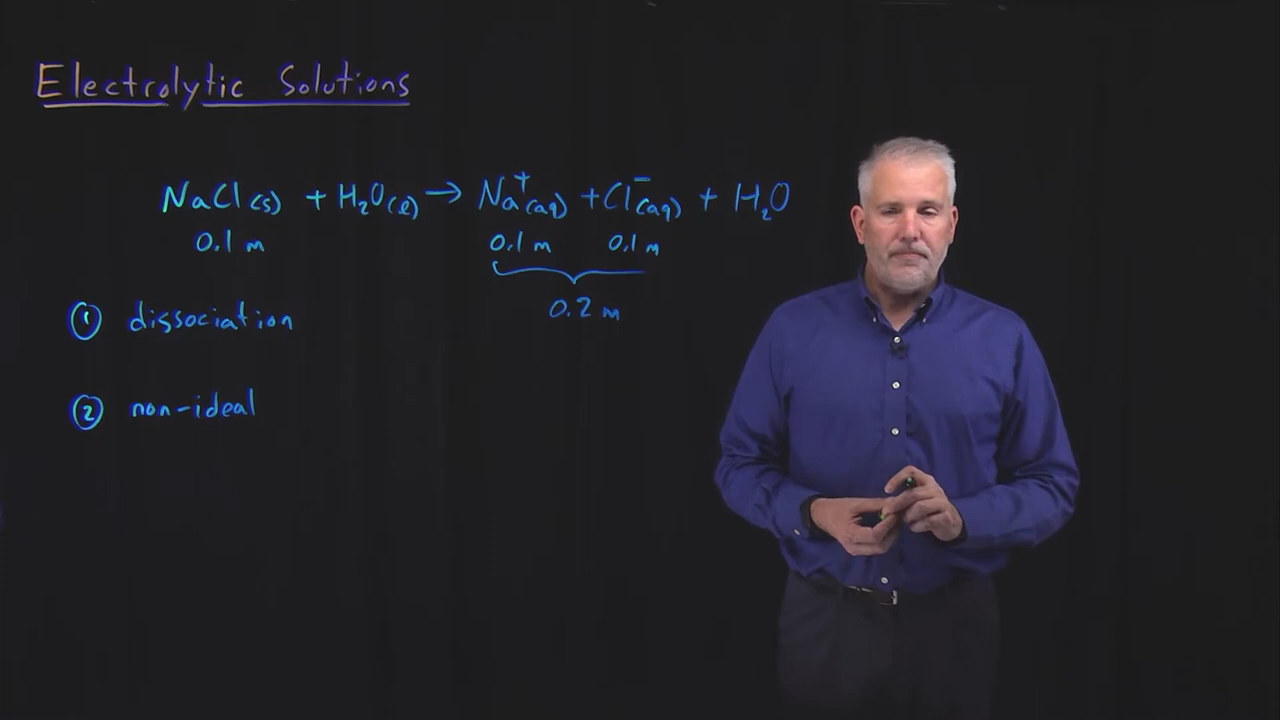 Electrolytic Solutions
NaCl(s) + H₂O(l) → Na⁺(aq) + Cl⁻(aq) + H₂O
0.1 m 0.1 m 0.1 m
0.2 m
① dissociation
② non-ideal